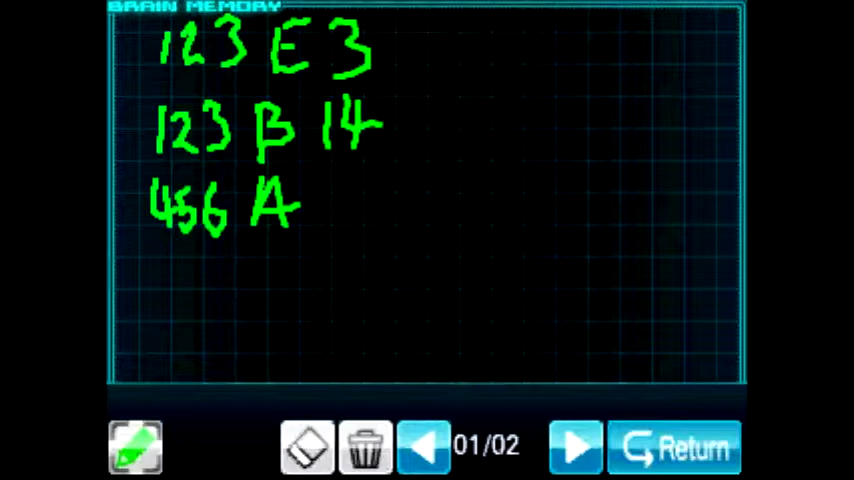 BRAIN MEMORY
123 E 3
123 β 14
456 A
01/02
Return